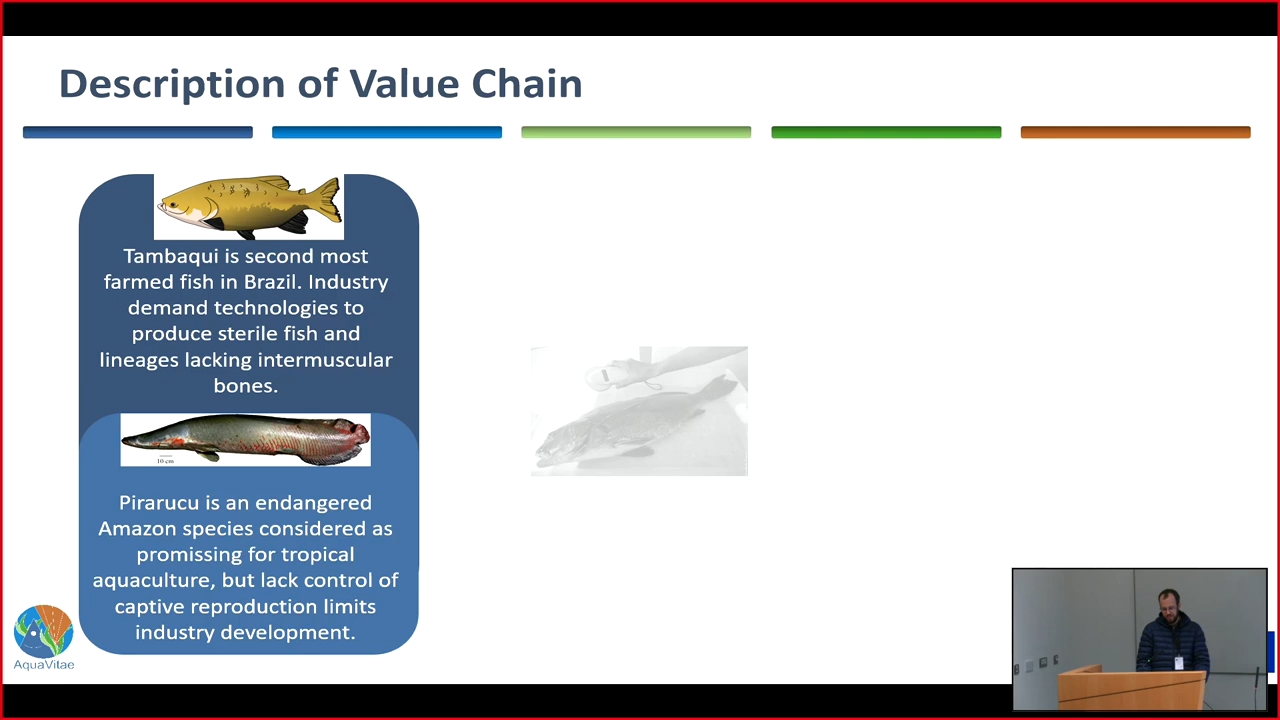 Description of Value Chain
Tambaqui is second most
farmed fish in Brazil. Industry
demand technologies to
produce sterile fish and
lineages lacking intermuscular
bones.
10 cm
Pirarucu is an endangered
Amazon species considered as
promissing for tropical
aquaculture, but lack control of
captive reproduction limits
industry development.
AquaVitae